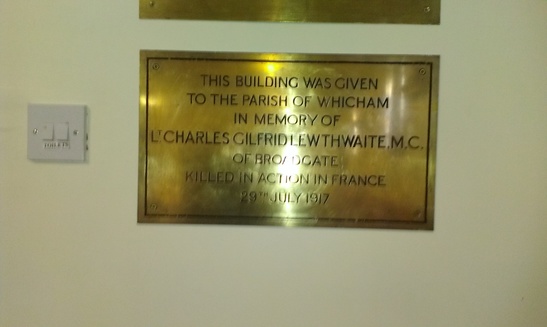 THIS BUILDING WAS GIVEN
TO THE PARISH OF WHICHAM
IN MEMORY OF
LT CHARLES GILFRID LEWTHWAITE, M.C.
OF BROADGATE
KILLED IN ACTION IN FRANCE
29TH JULY 1917
TOILETS